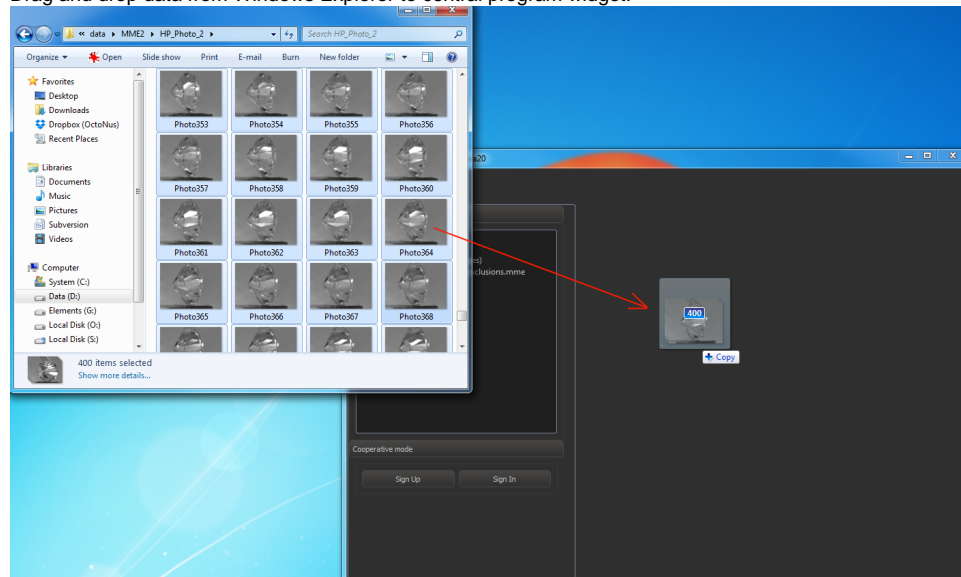 Drag and drop data from Windows Explorer to central program widget.
« data ▸ MME2 ▸ HP_Photo_2 ▸
Search HP_Photo_2
Organize Open Slide show Print E-mail Burn New folder
Favorites
Desktop
Downloads
Dropbox (OctoNus)
Recent Places
Libraries
Documents
Music
Pictures
Subversion
Videos
Computer
System (C:)
Data (D:)
Elements (G:)
Local Disk (O:)
Local Disk (S:)
Photo353 Photo354 Photo355 Photo356
Photo357 Photo358 Photo359 Photo360
Photo361 Photo362 Photo363 Photo364
Photo365 Photo366 Photo367 Photo368
400 items selected
Show more details...
a20
es)
clusions.mme
400
Copy
Cooperative mode
Sign Up Sign In